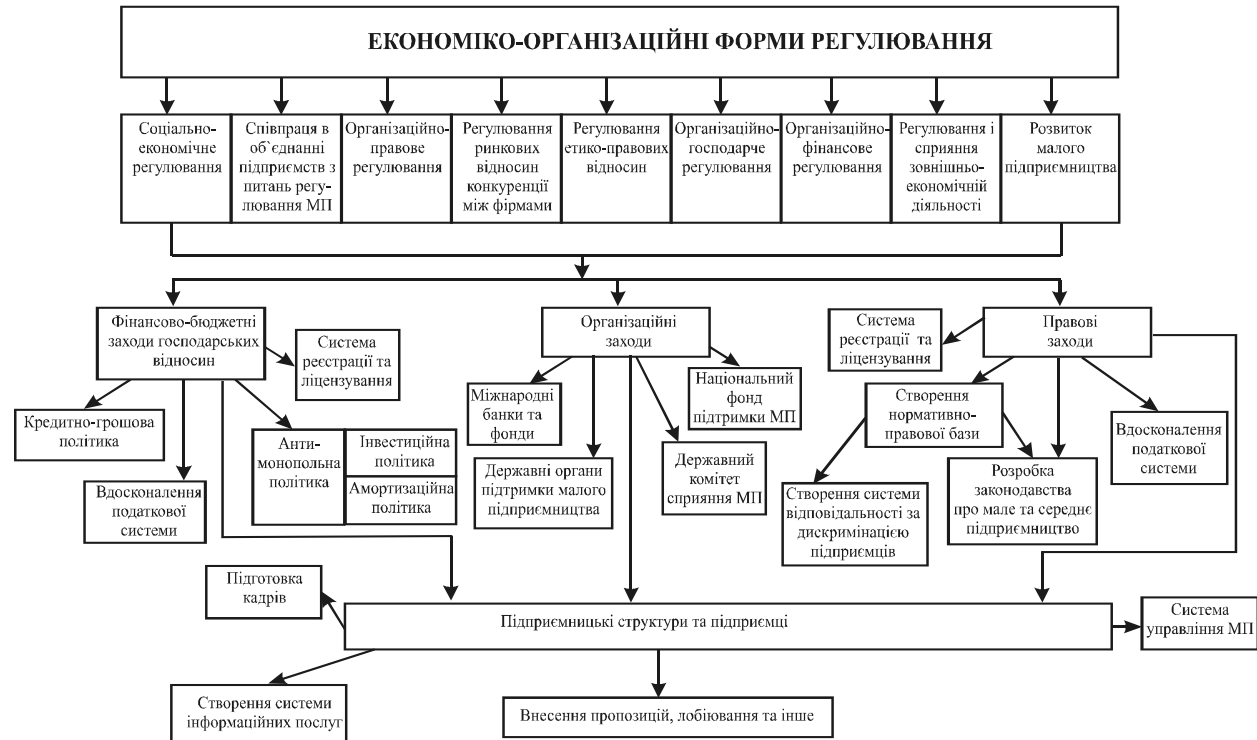 ЕКОНОМІКО-ОРГАНІЗАЦІЙНІ ФОРМИ РЕГУЛЮВАННЯ
Соціально-
економічне
регулювання
Співпраця в
об`єднанні
підприємств з
питань регу-
лювання МП
Організаційно-
правове
регулювання
Регулювання
ринкових
відносин
конкуренції
між фірмами
Регулювання
етико-правових
відносин
Організаційно-
господарче
регулювання
Організаційно-
фінансове
регулювання
Регулювання і
сприяння
зовнішньо-
економічній
діяльності
Розвиток
малого
підприємництва
Фінансово-бюджетні
заходи господарських
відносин
Система
реєстрації та
ліцензування
Кредитно-грошова
політика
Вдосконалення
податкової
системи
Анти-
монопольна
політика
Інвестиційна
політика
Амортизаційна
політика
Організаційні
заходи
Міжнародні
банки та
фонди
Державні органи
підтримки малого
підприємництва
Національний
фонд
підтримки МП
Державний
комітет
сприяння МП
Правові
заходи
Система
реєстрації та
ліцензування
Створення
нормативно-
правової бази
Створення системи
відповідальності за
дискримінацією
підприємців
Розробка
законодавства
про мале та середнє
підприємництво
Вдосконалення
податкової
системи
Підготовка
кадрів
Підприємницькі структури та підприємці
Система
управління МП
Створення системи
інформаційних послуг
Внесення пропозицій, лобіювання та інше